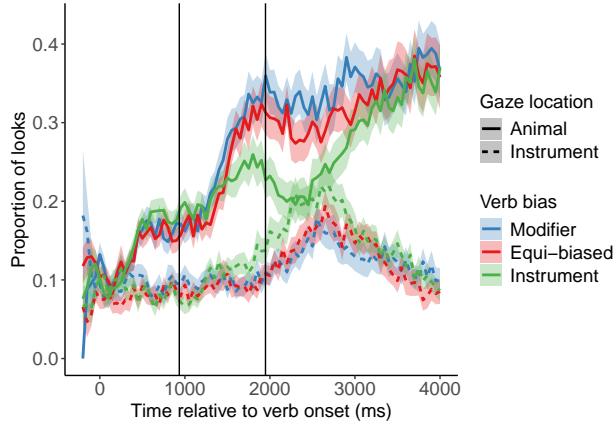 0.4
0.3
0.2
0.1
0.0
Proportion of looks
0 1000 2000 3000 4000
Time relative to verb onset (ms)
Gaze location
Animal
Instrument
Verb bias
Modifier
Equi−biased
Instrument